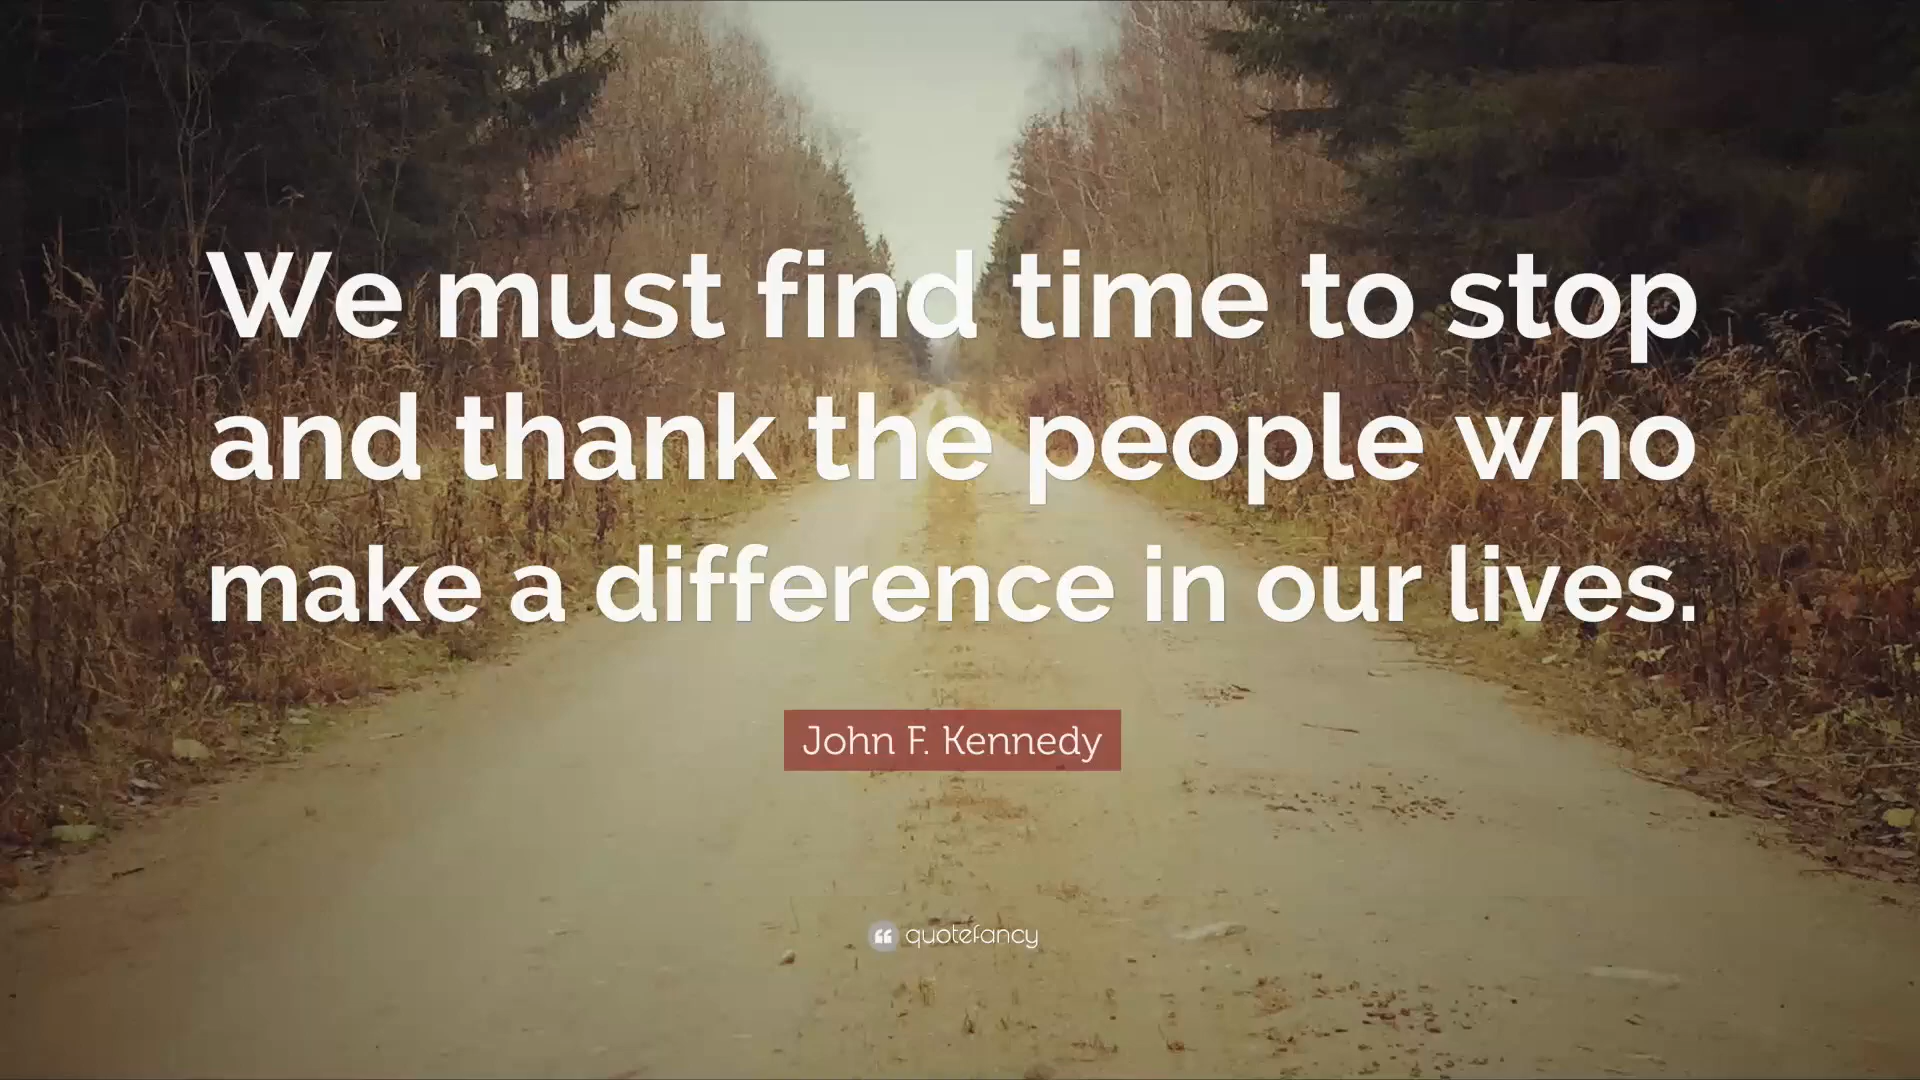 We must find time to stop
and thank the people who
make a difference in our lives.
John F. Kennedy
quotefancy